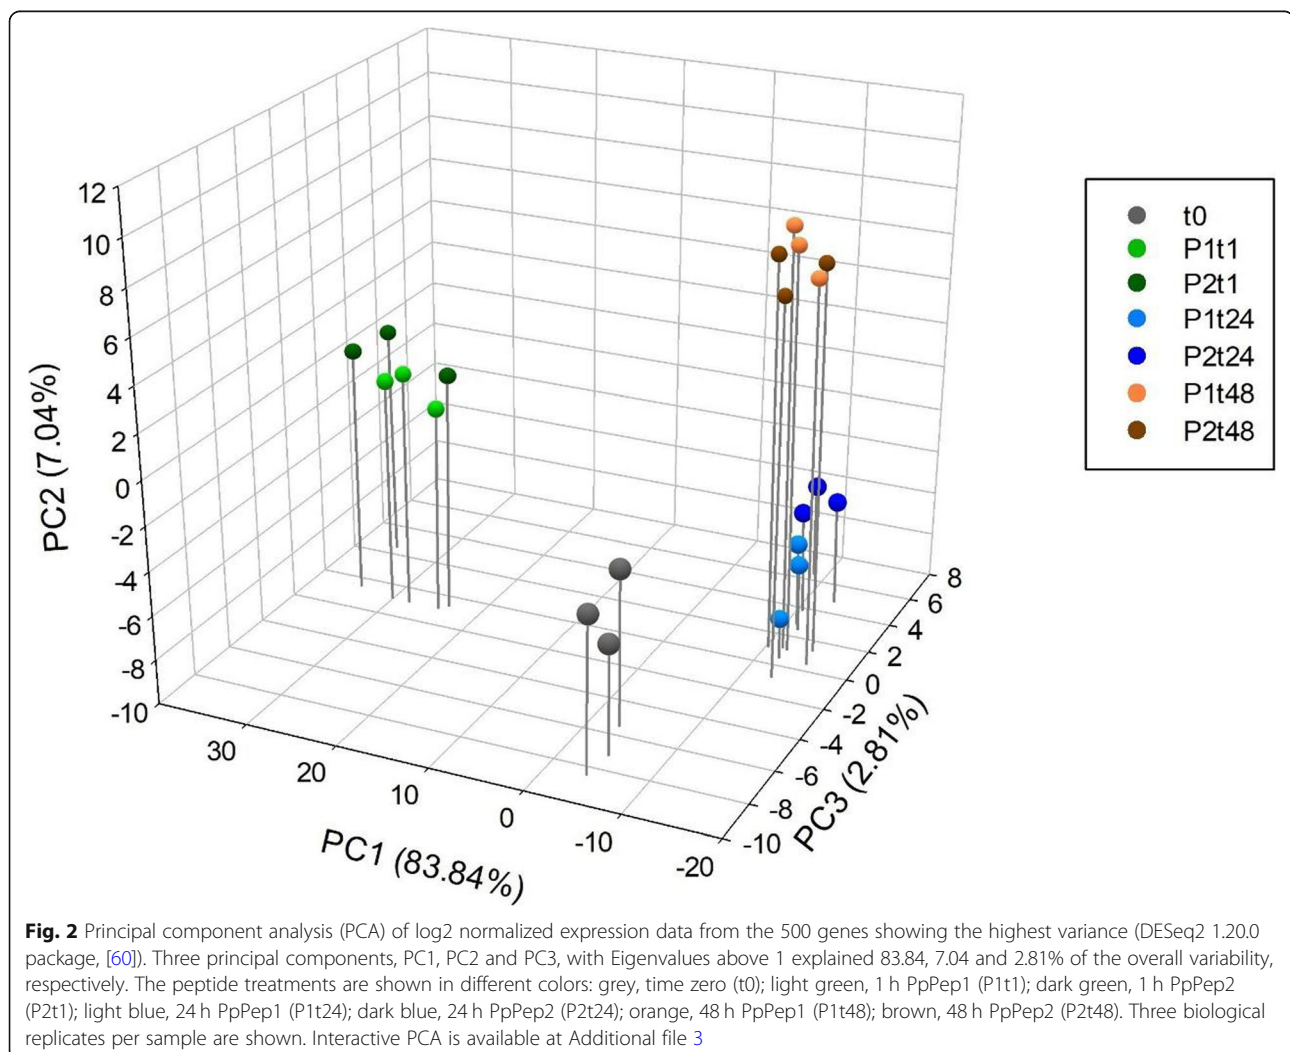 12
10
8
6
4
2
0
-2
-4
-6
-8
-10
PC2 (7.04%)
30
20
10
0
-10
-20
PC1 (83.84%)
8
6
4
2
0
-2
-4
-6
-8
-10
PC3 (2.81%)
t0
P1t1
P2t1
P1t24
P2t24
P1t48
P2t48
Fig. 2 Principal component analysis (PCA) of log2 normalized expression data from the 500 genes showing the highest variance (DESeq2 1.20.0
package, [60]). Three principal components, PC1, PC2 and PC3, with Eigenvalues above 1 explained 83.84, 7.04 and 2.81% of the overall variability,
respectively. The peptide treatments are shown in different colors: grey, time zero (t0); light green, 1 h PpPep1 (P1t1); dark green, 1 h PpPep2
(P2t1); light blue, 24 h PpPep1 (P1t24); dark blue, 24 h PpPep2 (P2t24); orange, 48 h PpPep1 (P1t48); brown, 48 h PpPep2 (P2t48). Three biological
replicates per sample are shown. Interactive PCA is available at Additional file 3